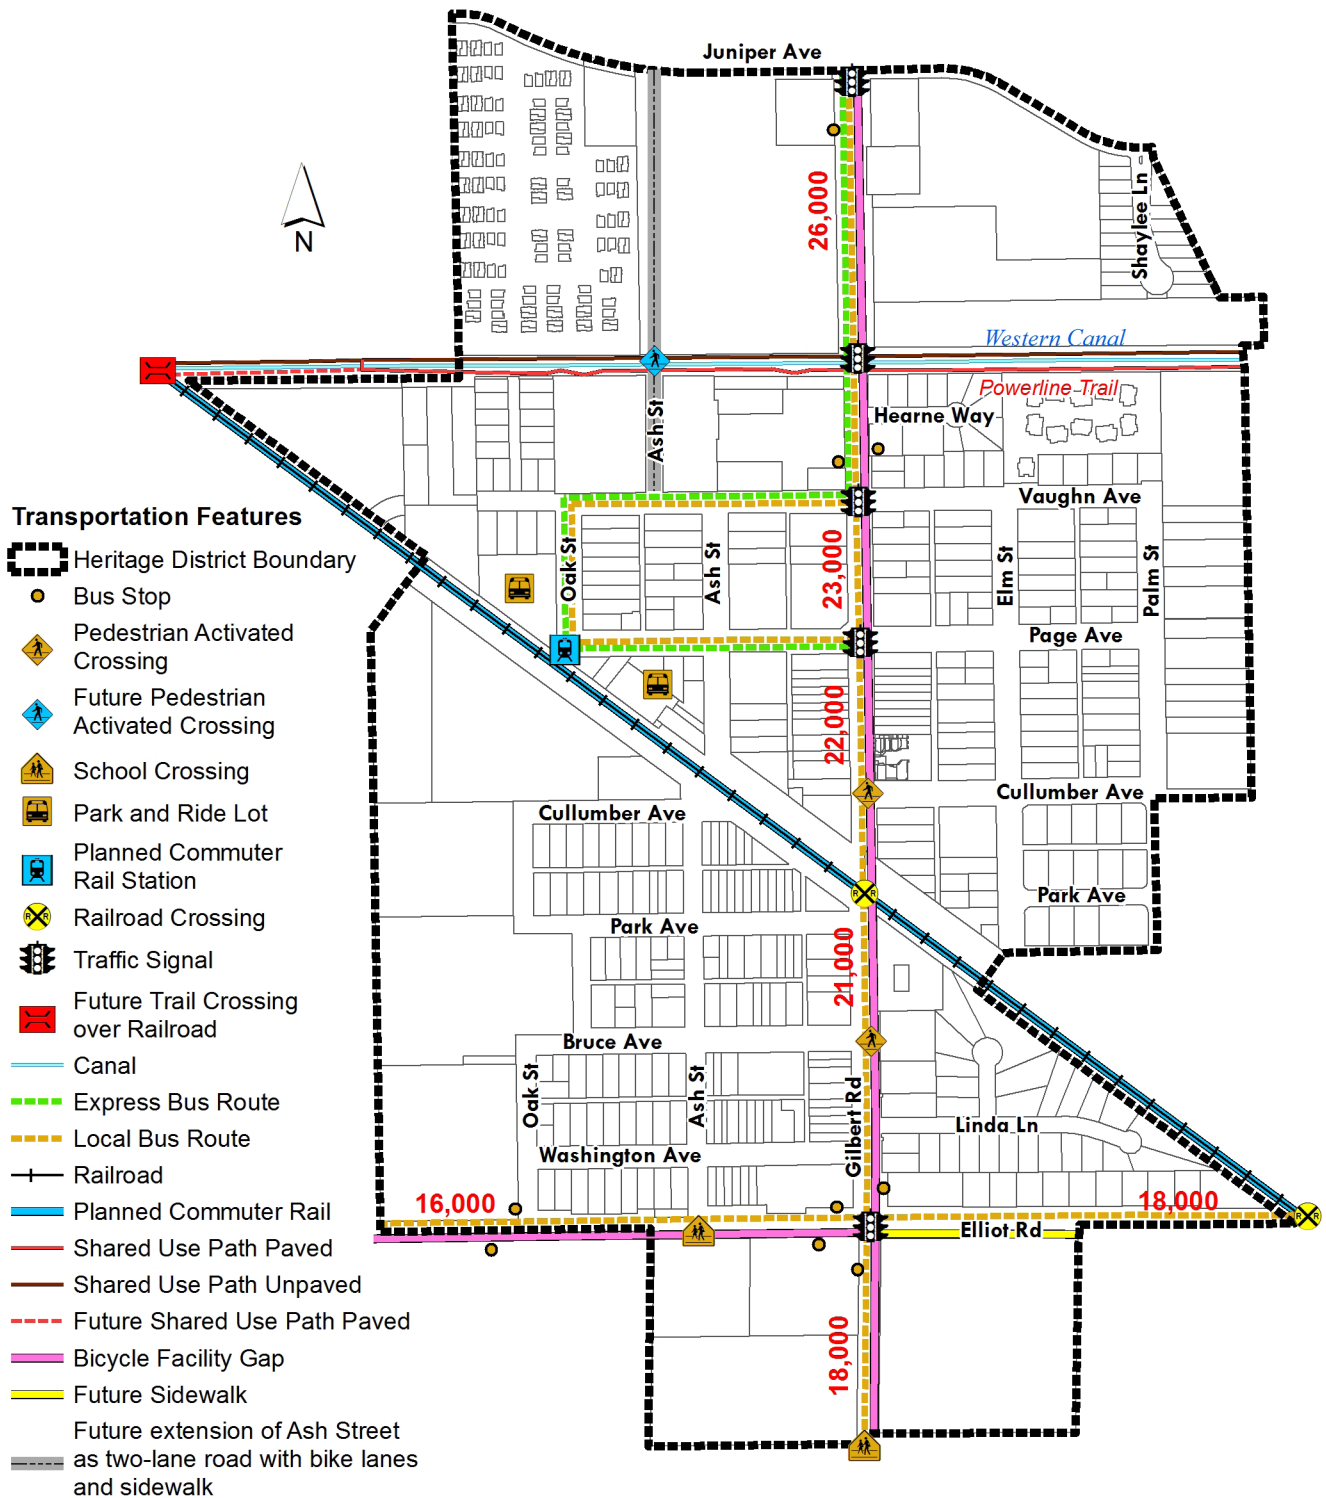 Juniper Ave
26,000
Shaylee Ln
N
Western Canal
Powerline Trail
Hearne Way
Ash St
Vaughn Ave
Transportation Features
Heritage District Boundary
Bus Stop
Pedestrian Activated
Crossing
Future Pedestrian
Activated Crossing
School Crossing
Park and Ride Lot
Planned Commuter
Rail Station
Railroad Crossing
Traffic Signal
Future Trail Crossing
over Railroad
Canal
Express Bus Route
Local Bus Route
Railroad
Planned Commuter Rail
Shared Use Path Paved
Shared Use Path Unpaved
Future Shared Use Path Paved
Bicycle Facility Gap
Future Sidewalk
Future extension of Ash Street
as two-lane road with bike lanes
and sidewalk
Oak St
Ash St
23,000
Elm St
Palm St
Page Ave
22,000
Cullumber Ave
Cullumber Ave
Park Ave
R R
R R
Park Ave
21,000
Bruce Ave
Oak St
Ash St
Gilbert Rd
Linda Ln
Washington Ave
16,000
18,000
R R
Elliot Rd
18,000